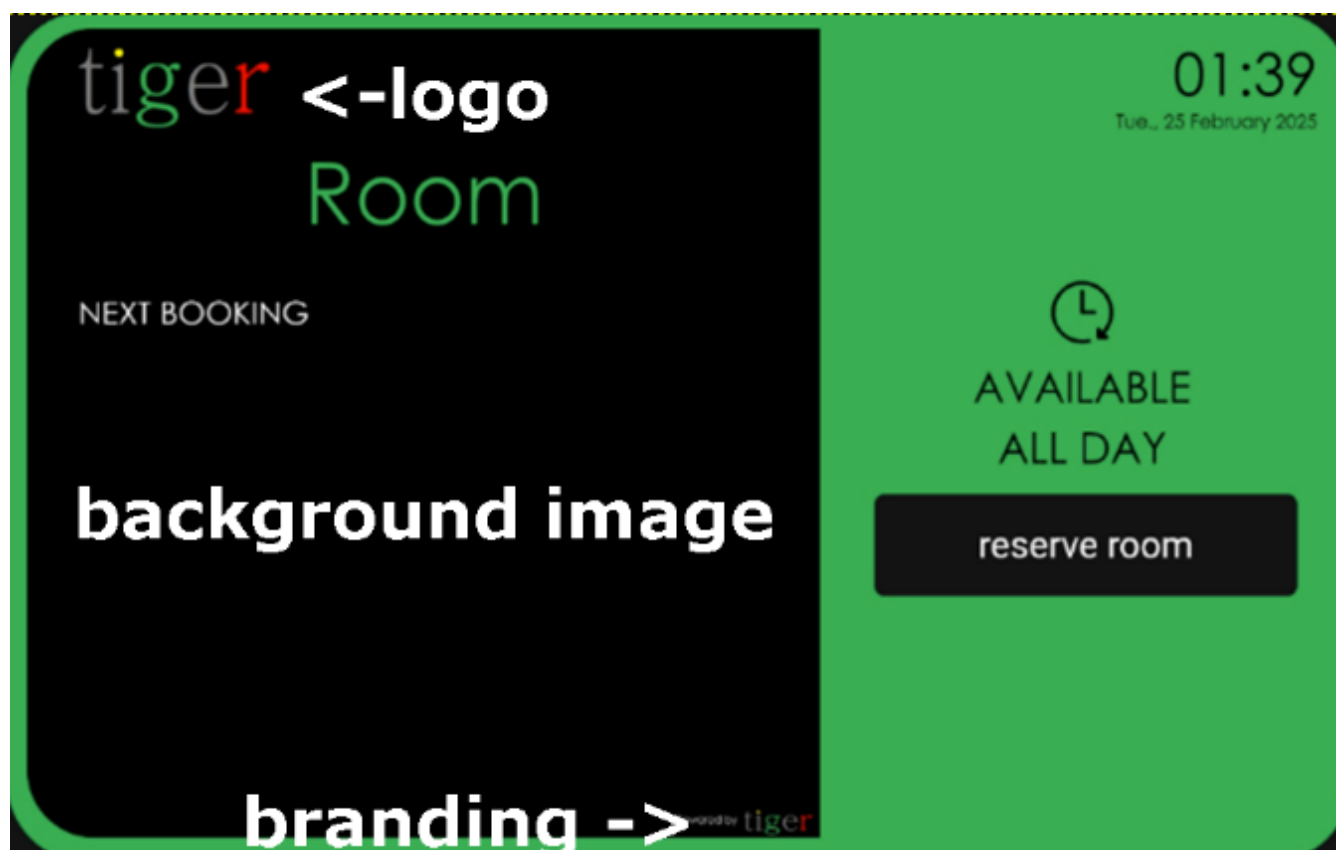 tiger <-logo
01:39
Tue., 25 February 2025
Room
NEXT BOOKING
AVAILABLE
ALL DAY
background image
reserve room
branding -> tiger